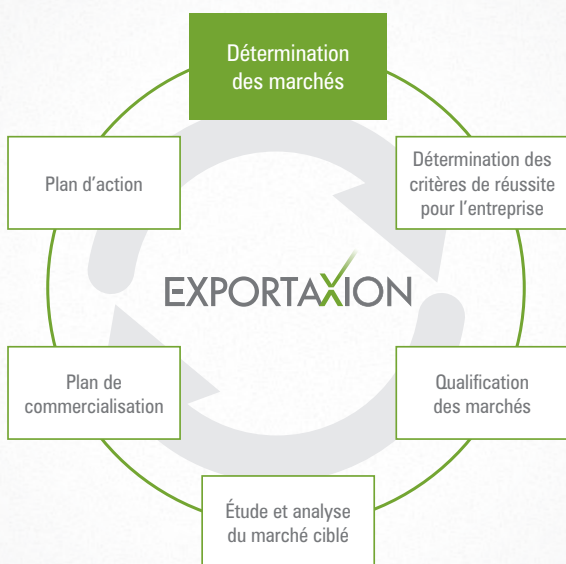 Détermination
des marchés
Détermination des
critères de réussite
pour l'entreprise
Qualification
des marchés
Étude et analyse
du marché ciblé
Plan de
commercialisation
Plan d'action
EXPORTAXION